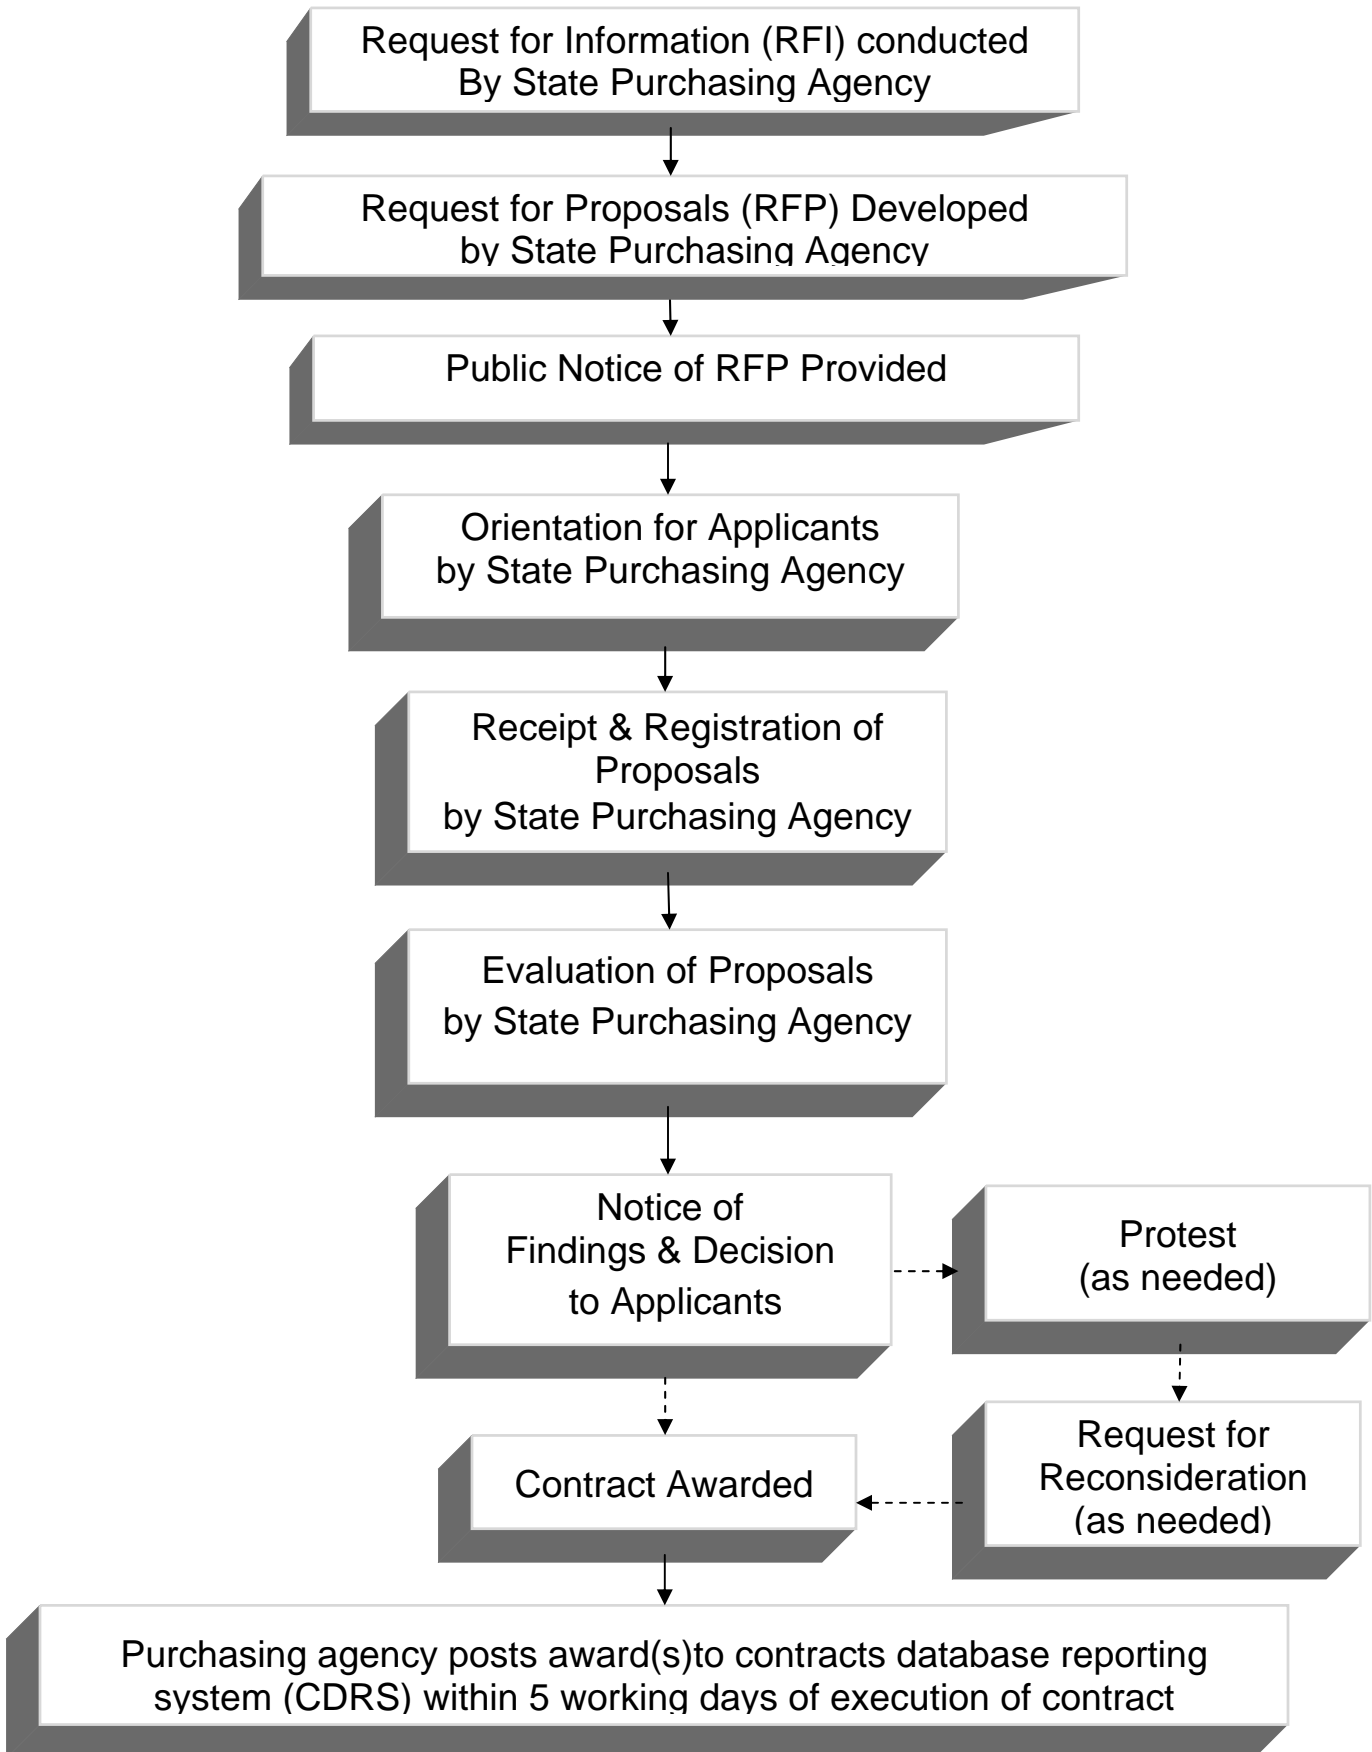 Request for Information (RFI) conducted
By State Purchasing Agency
Request for Proposals (RFP) Developed
by State Purchasing Agency
Public Notice of RFP Provided
Orientation for Applicants
by State Purchasing Agency
Receipt & Registration of
Proposals
by State Purchasing Agency
Evaluation of Proposals
by State Purchasing Agency
Notice of
Findings & Decision
to Applicants
Protest
(as needed)
Request for
Reconsideration
(as needed)
Contract Awarded
Purchasing agency posts award(s)to contracts database reporting
system (CDRS) within 5 working days of execution of contract